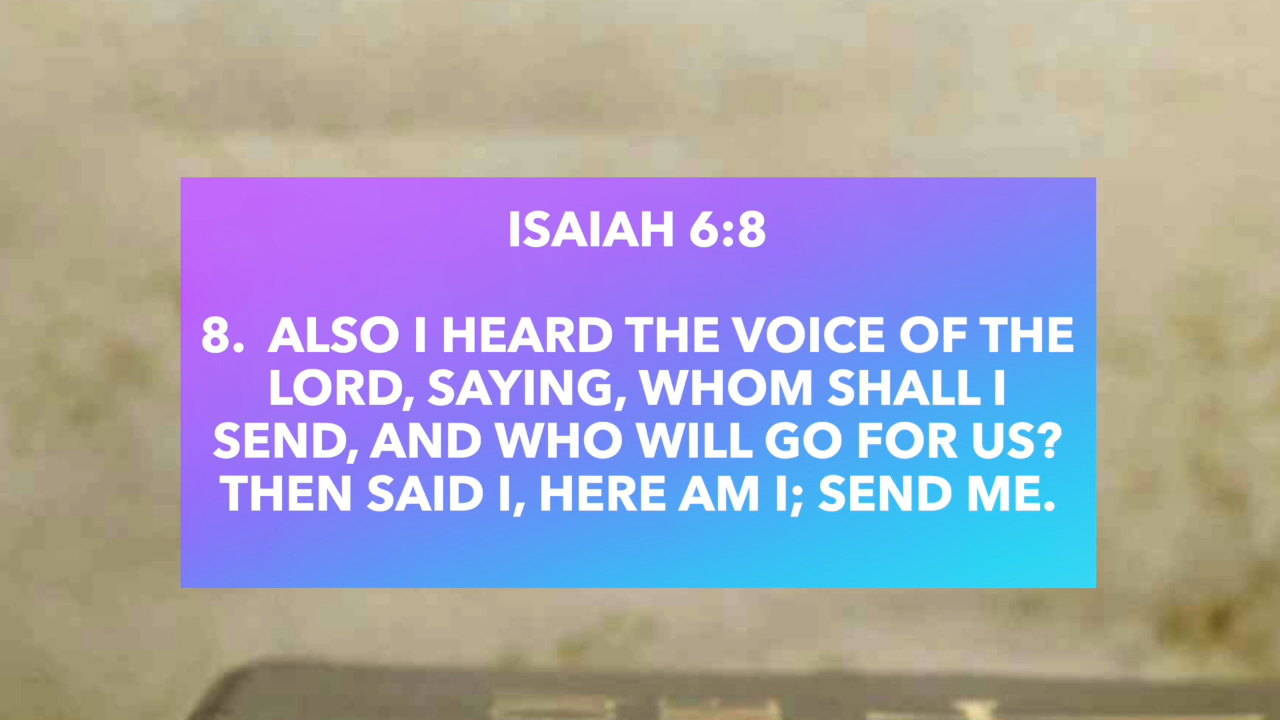 ISAIAH 6:8
8. ALSO I HEARD THE VOICE OF THE
LORD, SAYING, WHOM SHALL I
SEND, AND WHO WILL GO FOR US?
THEN SAID I, HERE AM I; SEND ME.